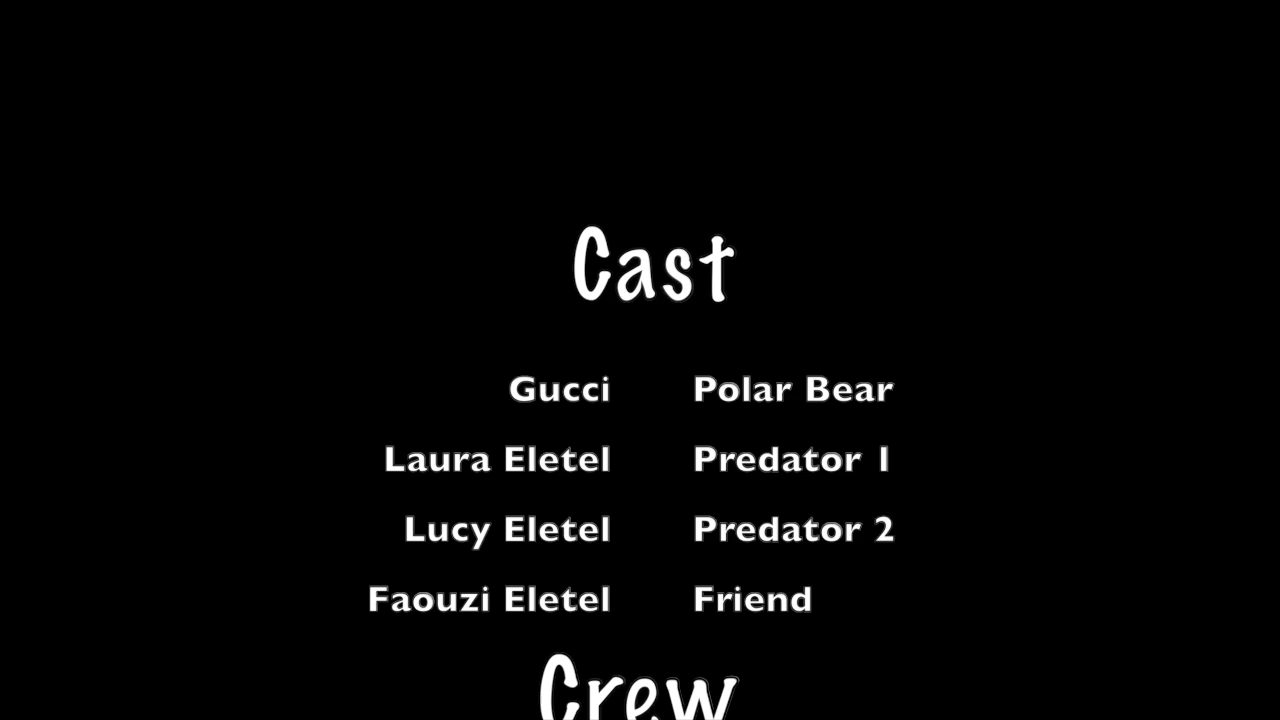 Cast
Gucci Polar Bear
Laura Eletel Predator 1
Lucy Eletel Predator 2
Faouzi Eletel Friend
Crew